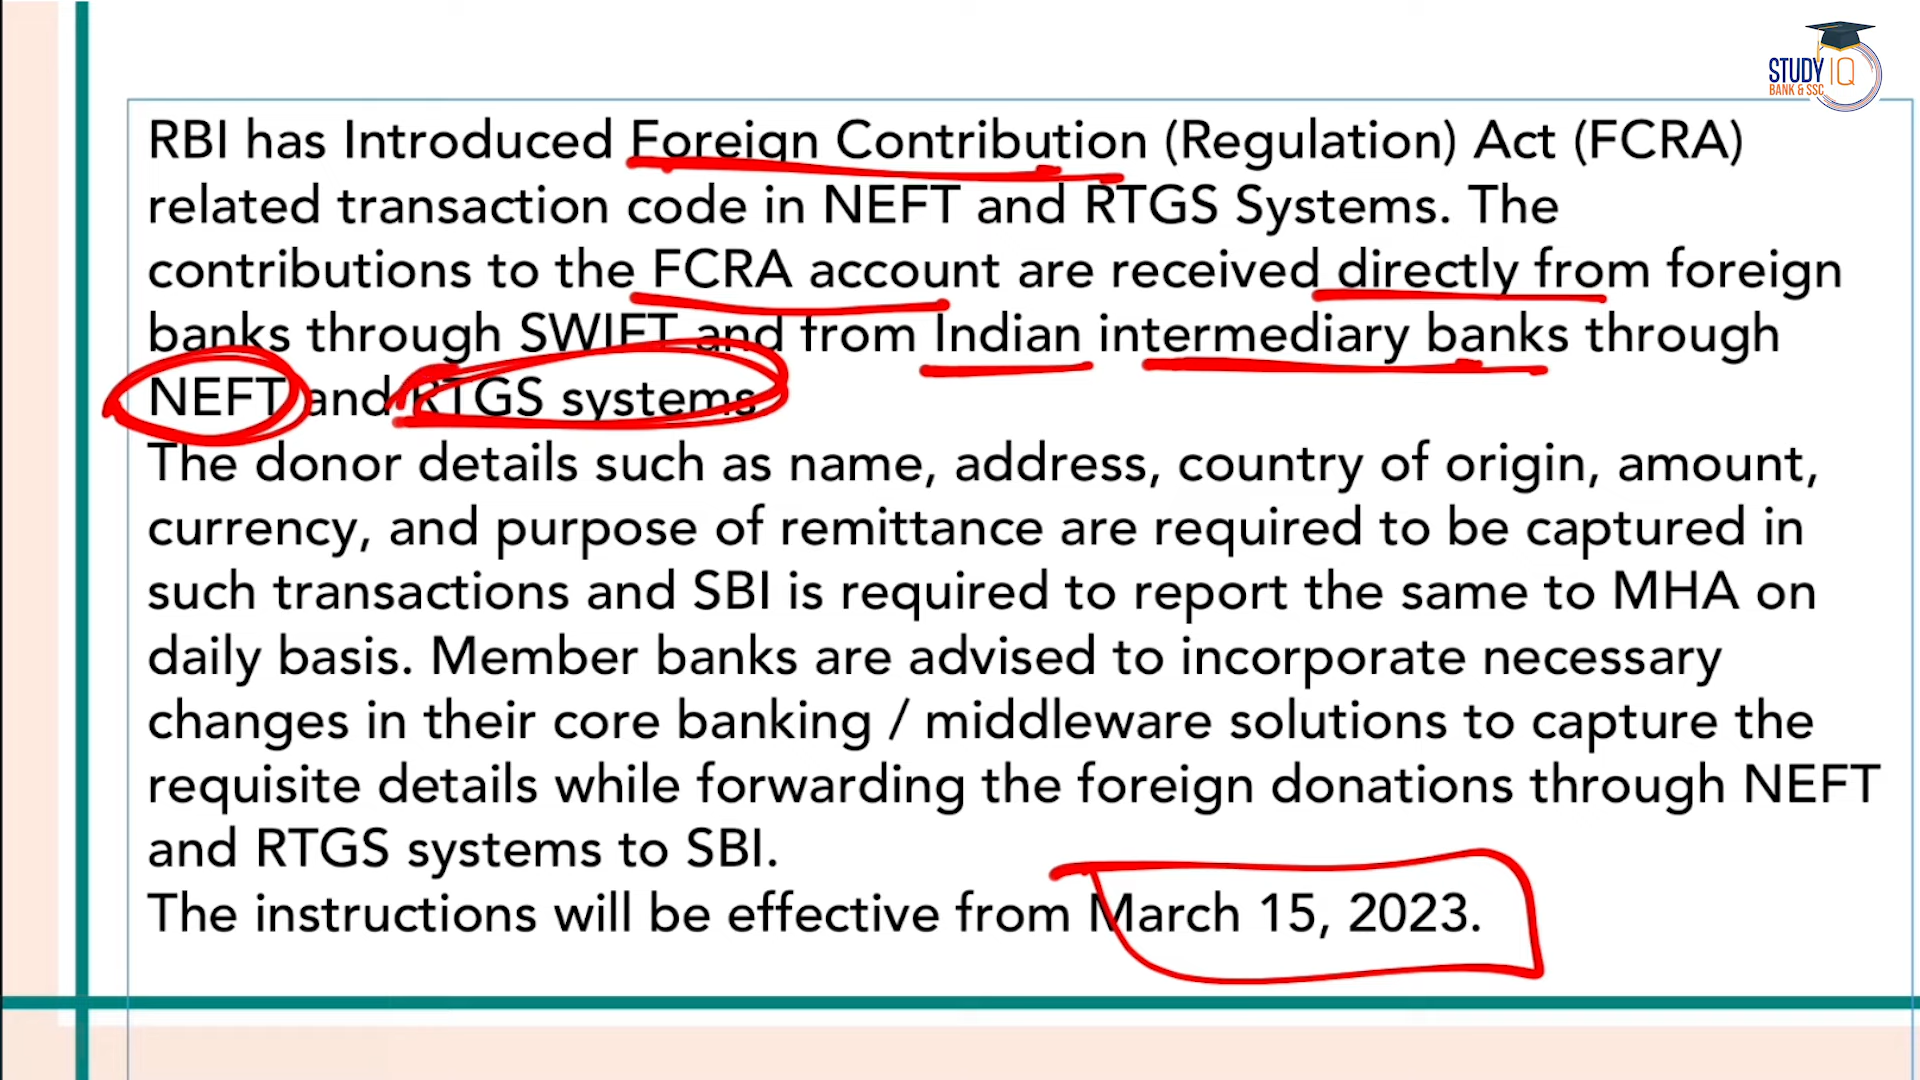 STUDY IQ
BANK & SSC
RBI has Introduced Foreign Contribution (Regulation) Act (FCRA)
related transaction code in NEFT and RTGS Systems. The
contributions to the FCRA account are received directly from foreign
banks through SWIFT and from Indian intermediary banks through
NEFT and RTGS systems
The donor details such as name, address, country of origin, amount,
currency, and purpose of remittance are required to be captured in
such transactions and SBI is required to report the same to MHA on
daily basis. Member banks are advised to incorporate necessary
changes in their core banking / middleware solutions to capture the
requisite details while forwarding the foreign donations through NEFT
and RTGS systems to SBI.
The instructions will be effective from March 15, 2023.